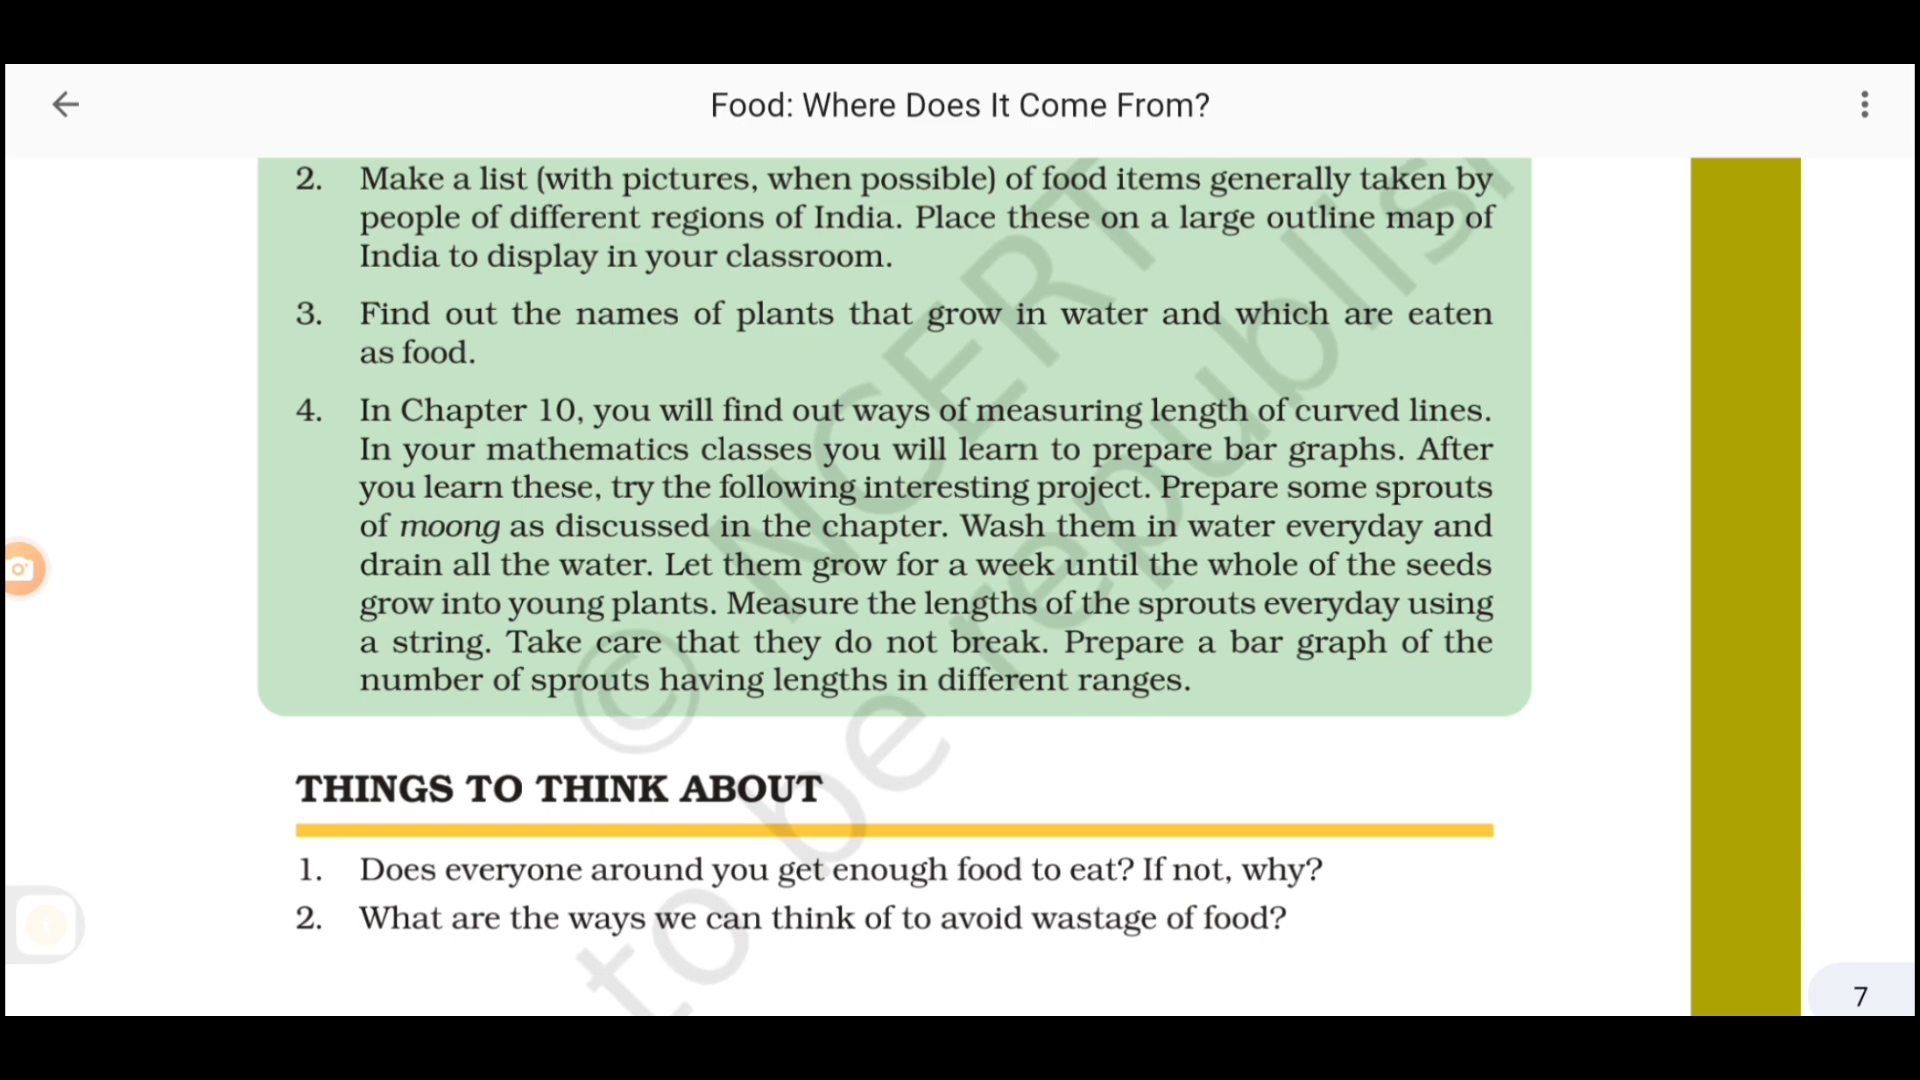 Food: Where Does It Come From?
2. Make a list (with pictures, when possible) of food items generally taken by
people of different regions of India. Place these on a large outline map of
India to display in your classroom.
3. Find out the names of plants that grow in water and which are eaten
as food.
4. In Chapter 10, you will find out ways of measuring length of curved lines.
In your mathematics classes you will learn to prepare bar graphs. After
you learn these, try the following interesting project. Prepare some sprouts
of moong as discussed in the chapter. Wash them in water everyday and
drain all the water. Let them grow for a week until the whole of the seeds
grow into young plants. Measure the lengths of the sprouts everyday using
a string. Take care that they do not break. Prepare a bar graph of the
number of sprouts having lengths in different ranges.
THINGS TO THINK ABOUT
1. Does everyone around you get enough food to eat? If not, why?
2. What are the ways we can think of to avoid wastage of food?
7
© NCERT
to be republis